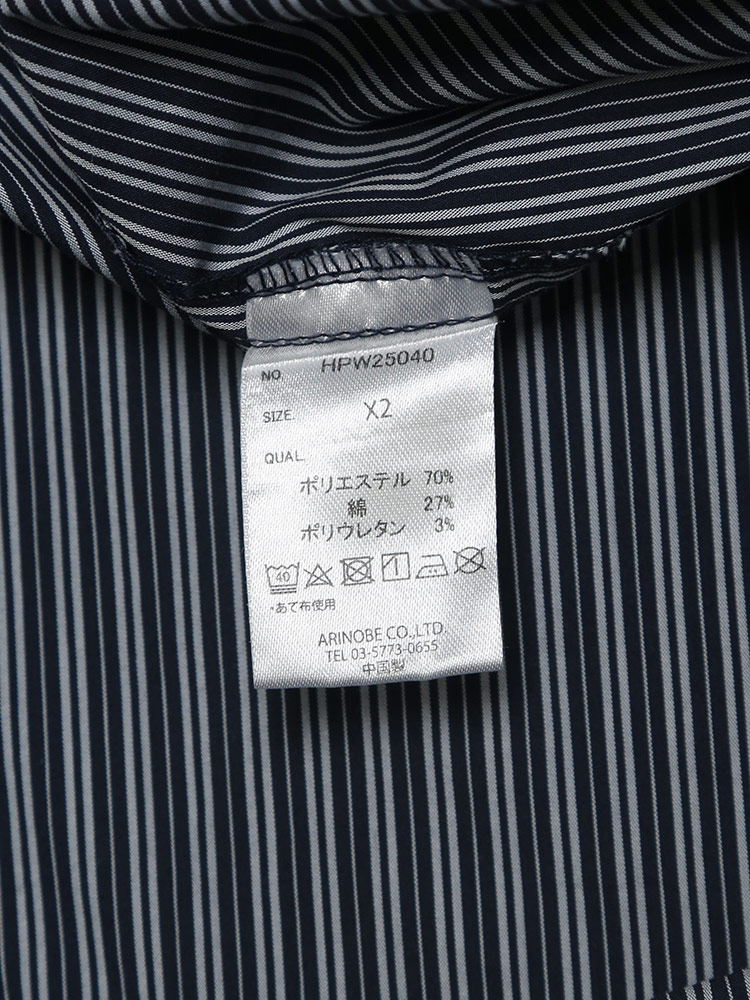 NO. HPW25040
SIZE. X2
QUAL.
ポリエステル 70%
綿 27%
ポリウレタン 3%
40
・あて布使用
ARINOBE CO.,LTD.
TEL 03-5773-0655
中国製